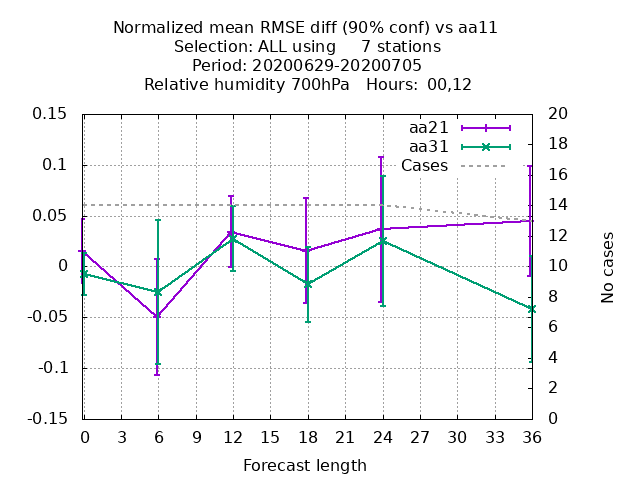 Normalized mean RMSE diff (90% conf) vs aa11
Selection: ALL using 7 stations
Period: 20200629-20200705
Relative humidity 700hPa Hours: 00,12
aa21
aa31
Cases
0.15
0.1
0.05
0
-0.05
-0.1
-0.15
20
18
16
14
12
10
8
6
4
2
0
No cases
0 3 6 9 12 15 18 21 24 27 30 33 36
Forecast length